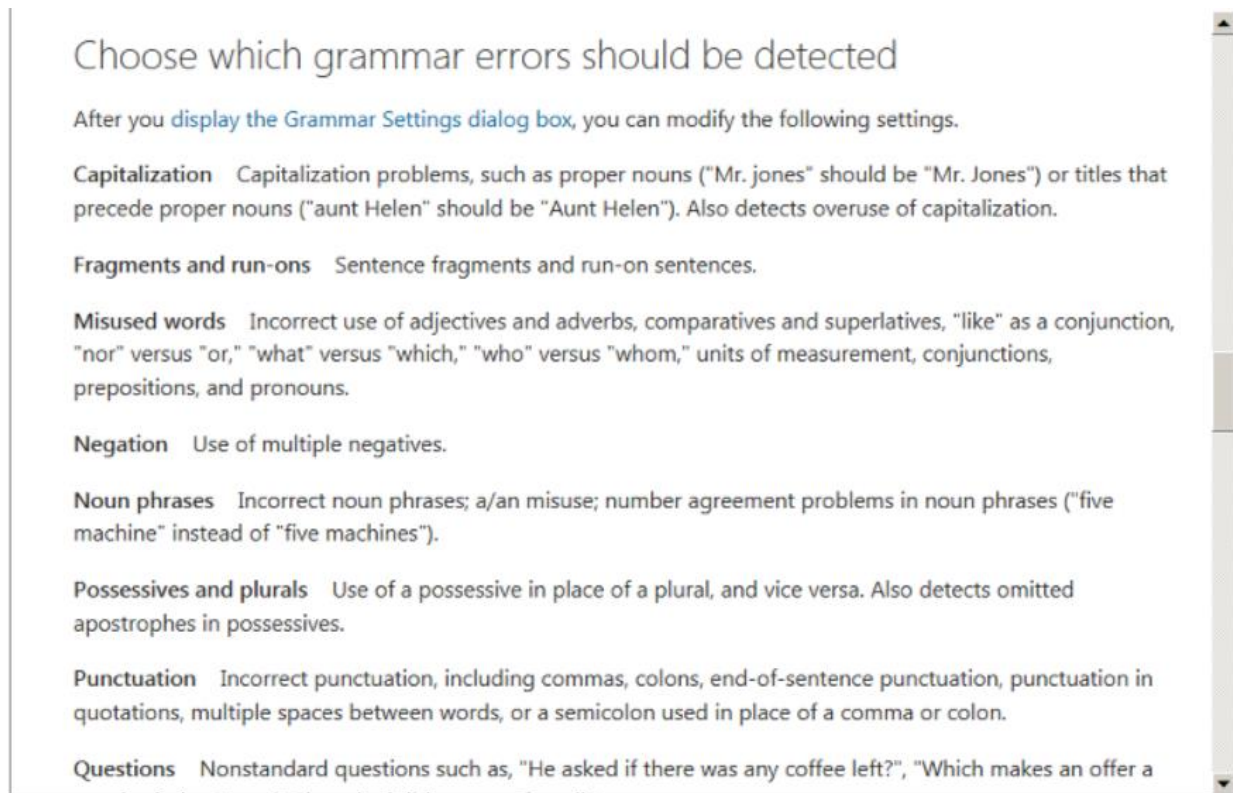 Choose which grammar errors should be detected
After you display the Grammar Settings dialog box, you can modify the following settings.
Capitalization Capitalization problems, such as proper nouns ("Mr. jones" should be "Mr. Jones") or titles that
precede proper nouns ("aunt Helen" should be "Aunt Helen"). Also detects overuse of capitalization.
Fragments and run-ons Sentence fragments and run-on sentences.
Misused words Incorrect use of adjectives and adverbs, comparatives and superlatives, "like" as a conjunction,
"nor" versus "or," "what" versus "which," "who" versus "whom," units of measurement, conjunctions,
prepositions, and pronouns.
Negation Use of multiple negatives.
Noun phrases Incorrect noun phrases; a/an misuse; number agreement problems in noun phrases ("five
machine" instead of "five machines").
Possessives and plurals Use of a possessive in place of a plural, and vice versa. Also detects omitted
apostrophes in possessives.
Punctuation Incorrect punctuation, including commas, colons, end-of-sentence punctuation, punctuation in
quotations, multiple spaces between words, or a semicolon used in place of a comma or colon.
Questions Nonstandard questions such as, "He asked if there was any coffee left?", "Which makes an offer a